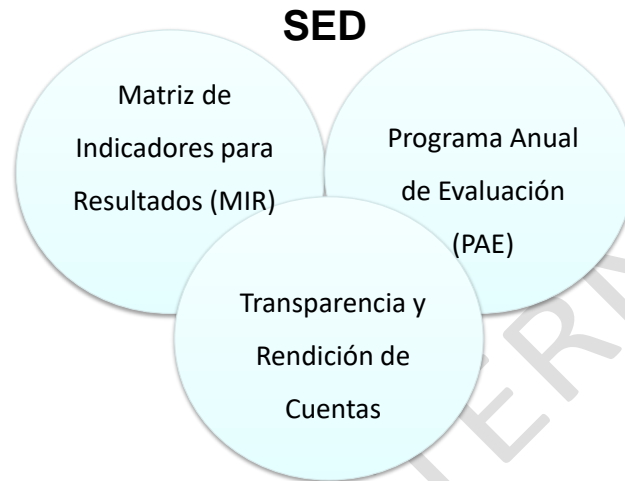 SED
Matriz de
Indicadores para
Resultados (MIR)
Programa Anual
de Evaluación
(PAE)
Transparencia y
Rendición de
Cuentas